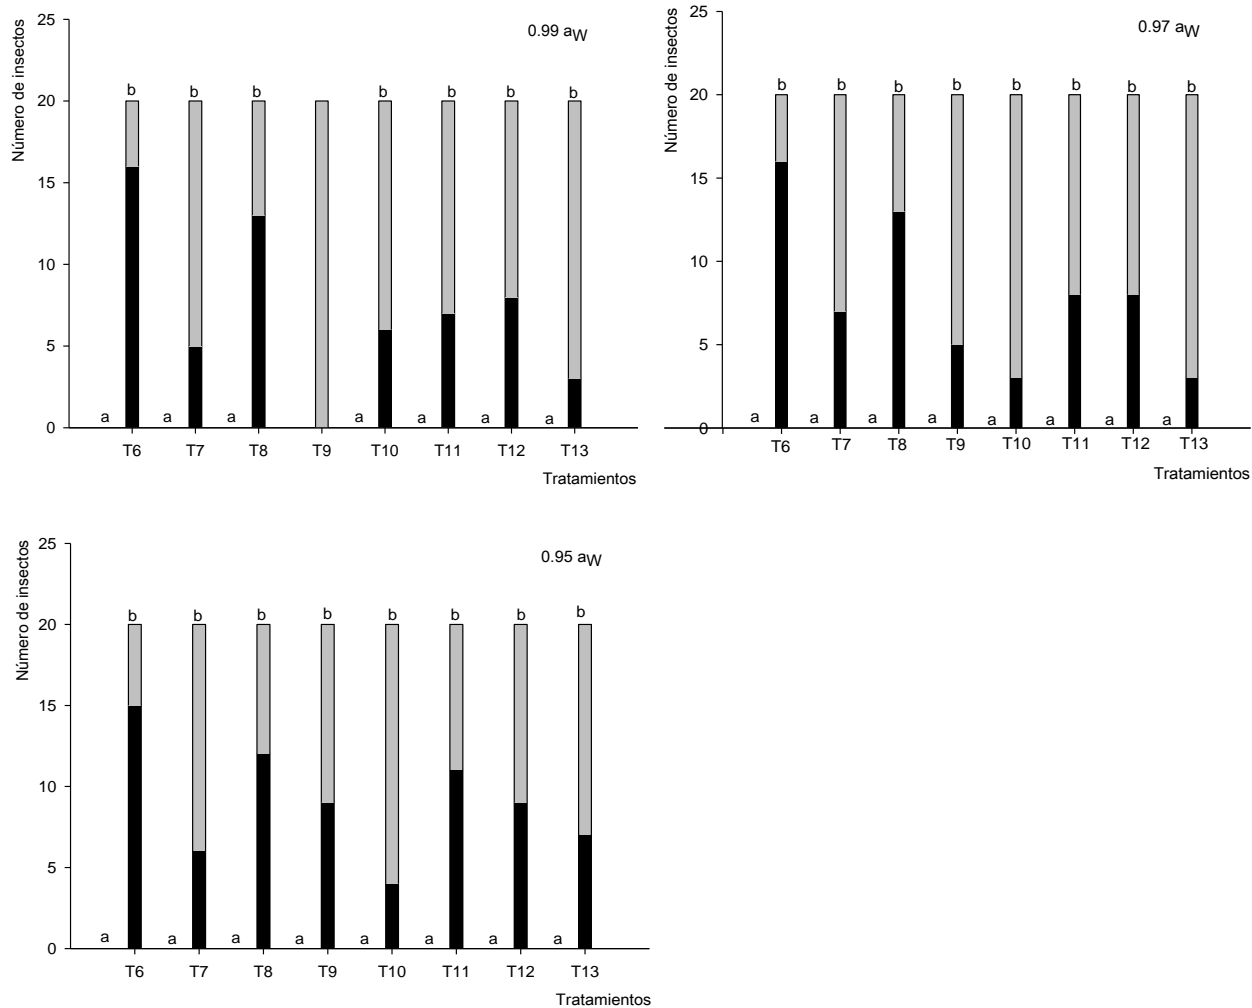 0.99 aW
Número de insectos
25
20
15
10
5
0
b b b b b b b
a a a a a a a
T6 T7 T8 T9 T10 T11 T12 T13
Tratamientos
0.97 aW
Número de insectos
25
20
15
10
5
0
b b b b b b b b
a a a a a a a a
T6 T7 T8 T9 T10 T11 T12 T13
Tratamientos
0.95 aW
Número de insectos
25
20
15
10
5
0
b b b b b b b b
a a a a a a a a
T6 T7 T8 T9 T10 T11 T12 T13
Tratamientos